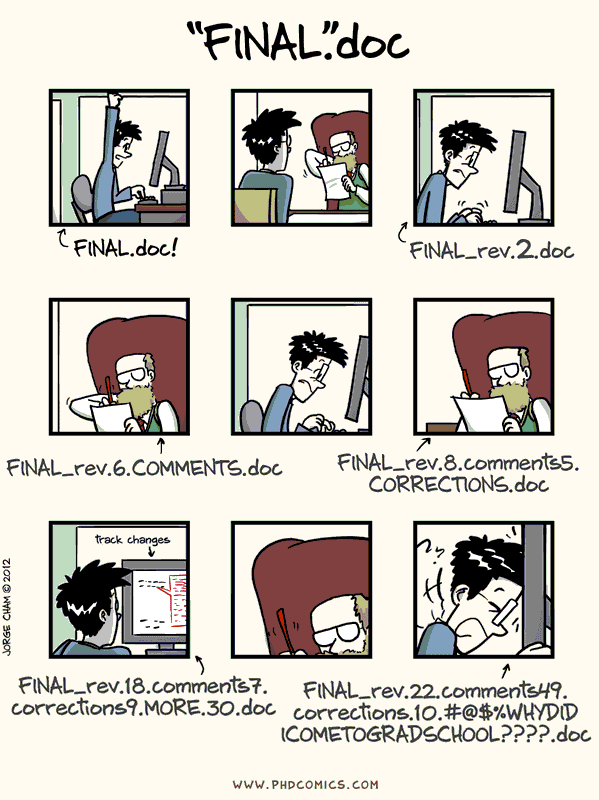 "FINAL".doc
FINAL.doc!
FINAL_rev.2.doc
FINAL_rev.6.COMMENTS.doc
FINAL_rev.8.comments5.
CORRECTIONS.doc
track changes
FINAL_rev.18.comments7.
corrections9.MORE.30.doc
FINAL_rev.22.comments49.
corrections.10.#@$%WHYDID
ICOMETOGRADSCHOOL????.doc
JORGE CHAM © 2012
WWW.PHDCOMICS.COM